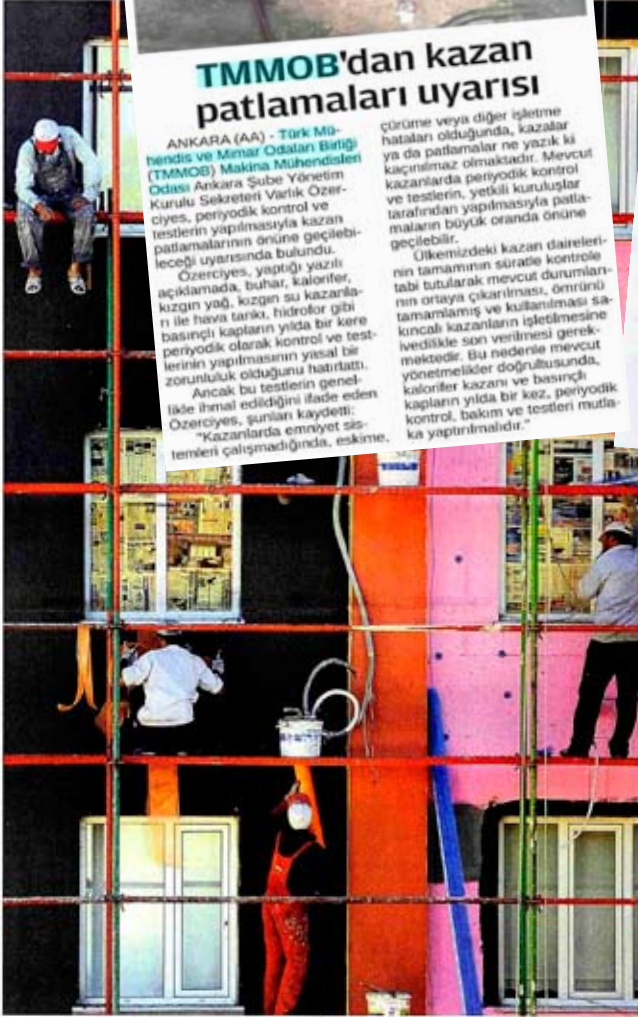 TMMOB'dan kazan
patlamaları uyarısı
ANKARA (AA) - Türk Mü-
hendis ve Mimar Odaları Birliği
(TMMOB) Makina Mühendisleri
Odası Ankara Şube Yönetim
Kurulu Sekreteri Varlık Özer-
ciyes, periyodik kontrol ve
testlerin yapılmasıyla kazan
patlamalarının önüne geçilebi-
leceği uyarısında bulundu.
Özerciyes, yaptığı yazılı
açıklamada, buhar, kalorifer,
kızgın yağ, kızgın su kazanla-
rı ile hava tankı, hidrofor gibi
basınçlı kapların yılda bir kere
periyodik olarak kontrol ve test-
lerinin yapılmasının yasal bir
zorunluluk olduğunu hatırlattı.
Ancak bu testlerin genel-
likle ihmal edildiğini ifade eden
Özerciyes, şunları kaydetti:
"Kazanlarda emniyet sis-
temleri çalışmadığında, eskime,
çürüme veya diğer işletme
hataları olduğunda, kazalar
ya da patlamalar ne yazık ki
kaçınılmaz olmaktadır. Mevcut
kazanlarda periyodik kontrol
ve testlerin, yetkili kuruluşlar
tarafından yapılmasıyla patla-
maların büyük oranda önüne
geçilebilir.
Ülkemizdeki kazan daireleri-
nin tamamının süratle kontrole
tabi tutularak mevcut durumları-
nın ortaya çıkarılması, ömrünü
tamamlamış ve kullanılması sa-
kıncalı kazanların işletilmesine
ivedilikle son verilmesi gerek-
mektedir. Bu nedenle mevcut
yönetmelikler doğrultusunda,
kalorifer kazanı ve basınçlı
kapların yılda bir kez, periyodik
kontrol, bakım ve testleri mutla-
ka yaptırılmalıdır."